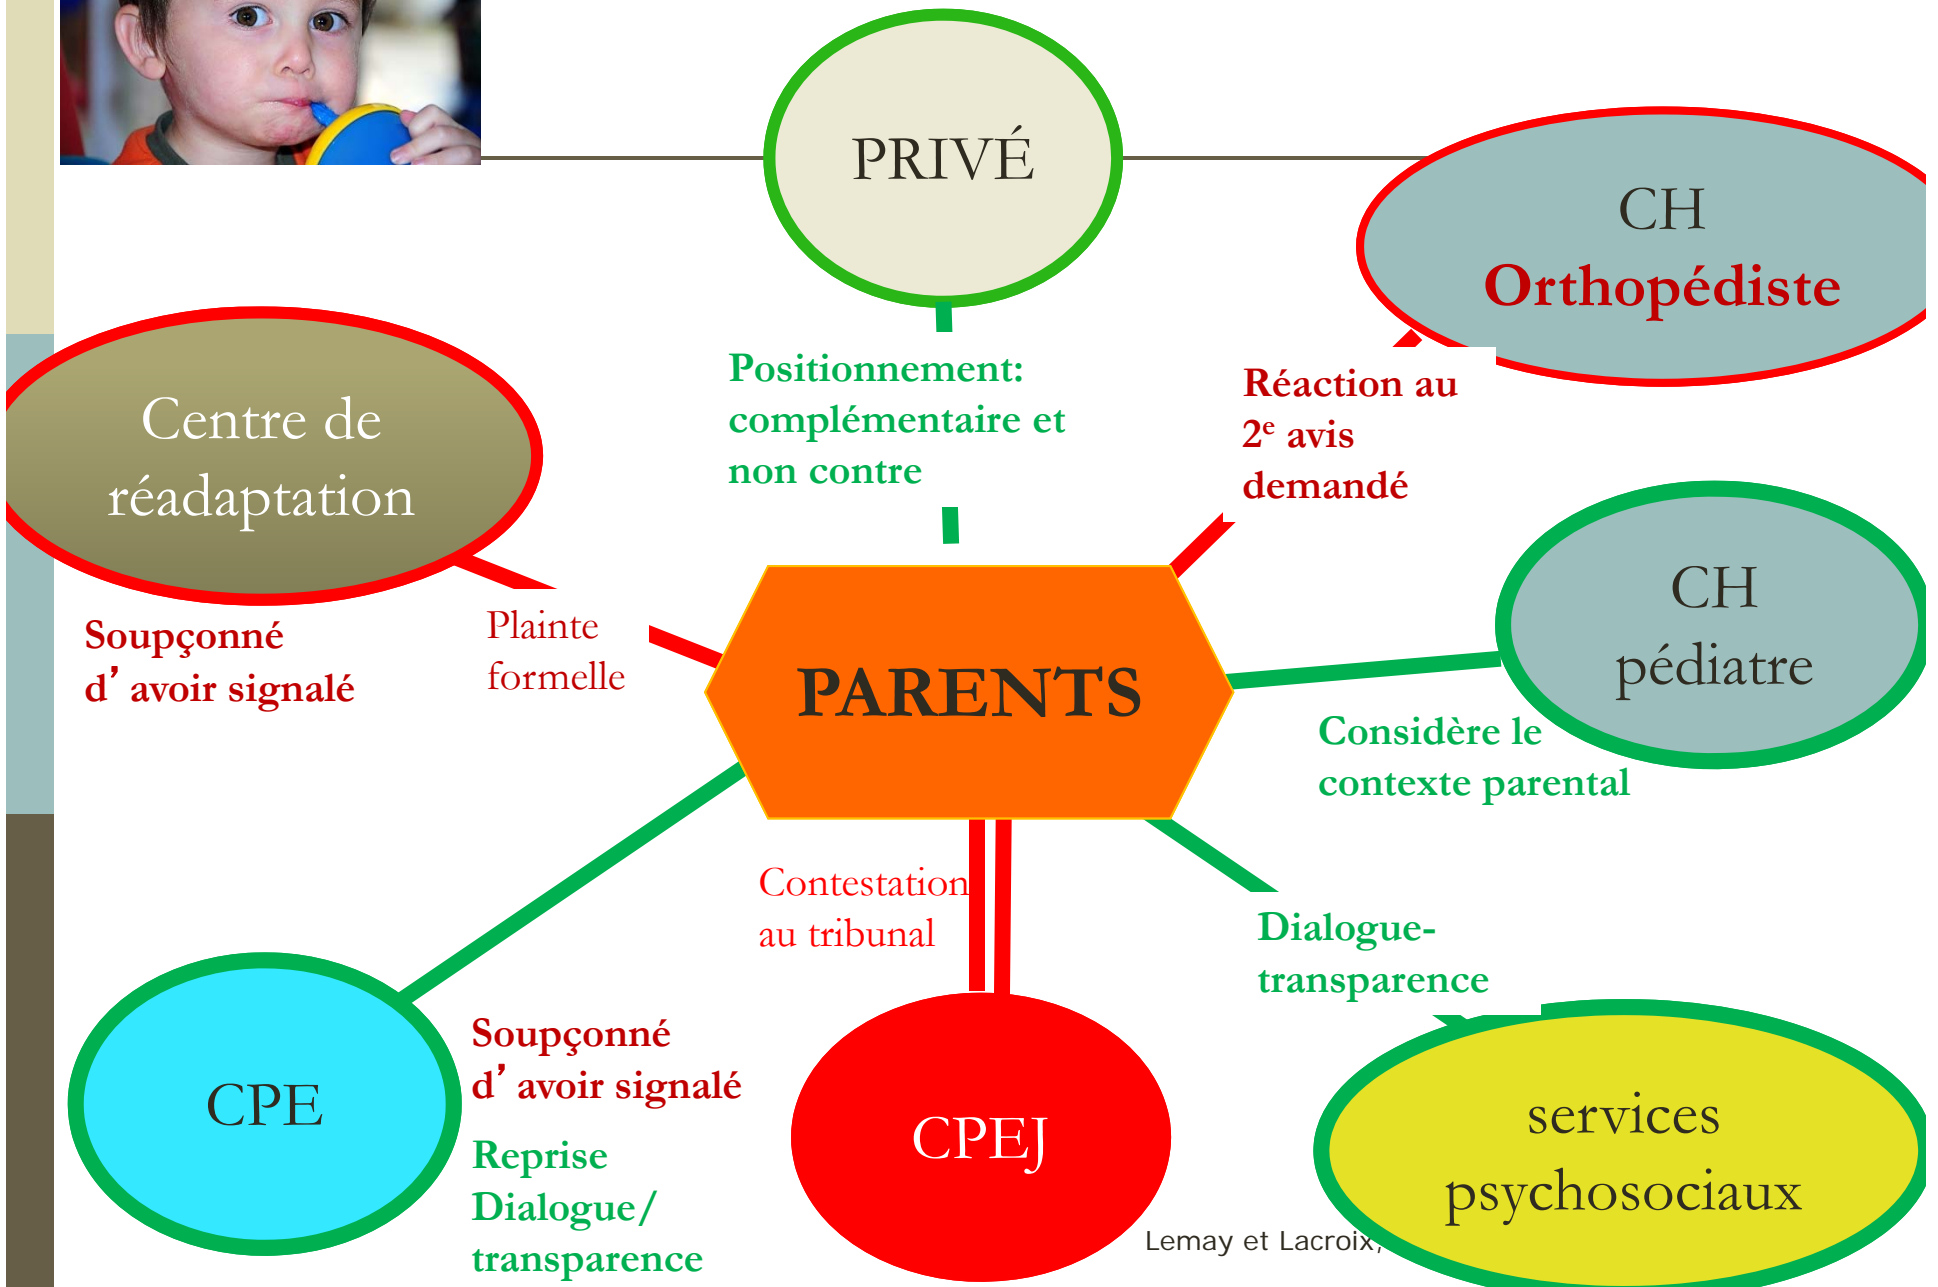 PRIVÉ
CH
Orthopédiste
Positionnement:
complémentaire et
non contre
Réaction au
2e avis
demandé
Centre de
réadaptation
CH
pédiatre
Soupçonné
d’ avoir signalé
Plainte
formelle
PARENTS
Considère le
contexte parental
Contestation
au tribunal
Dialogue-
transparence
CPE
Soupçonné
d’ avoir signalé
Reprise
Dialogue/
transparence
CPEJ
services
psychosociaux
Lemay et Lacroix,